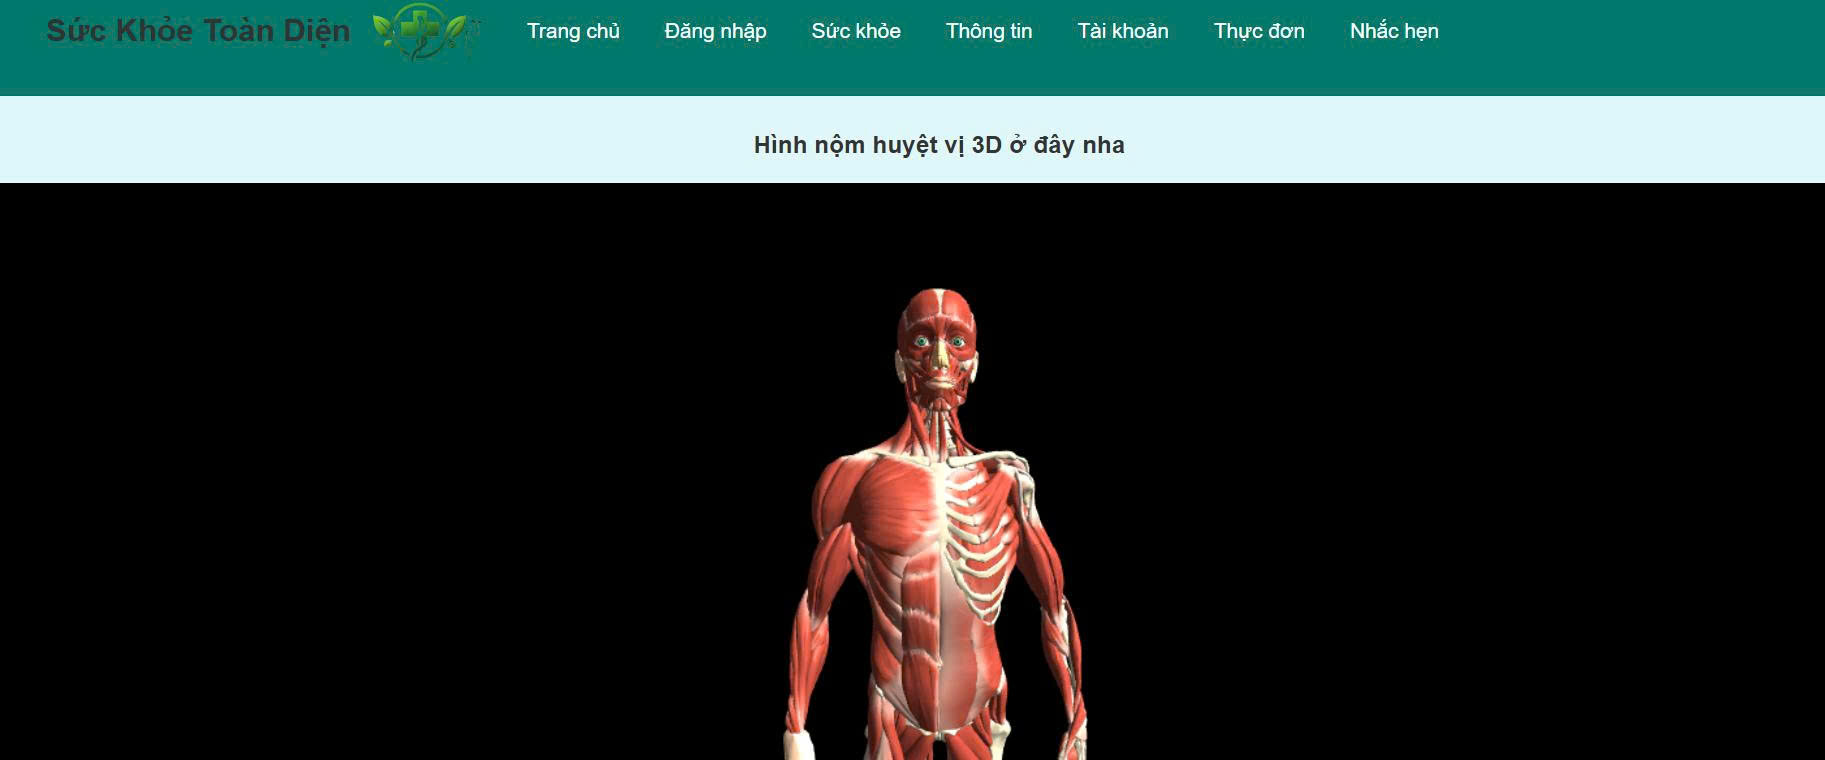 Sức Khỏe Toàn Diện
Trang chủ Đăng nhập Sức khỏe Thông tin Tài khoản Thực đơn Nhắc hẹn
Hình nộm huyệt vị 3D ở đây nha